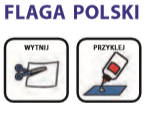 FLAGA POLSKI
WYTNIJ
PRZYKLEJ